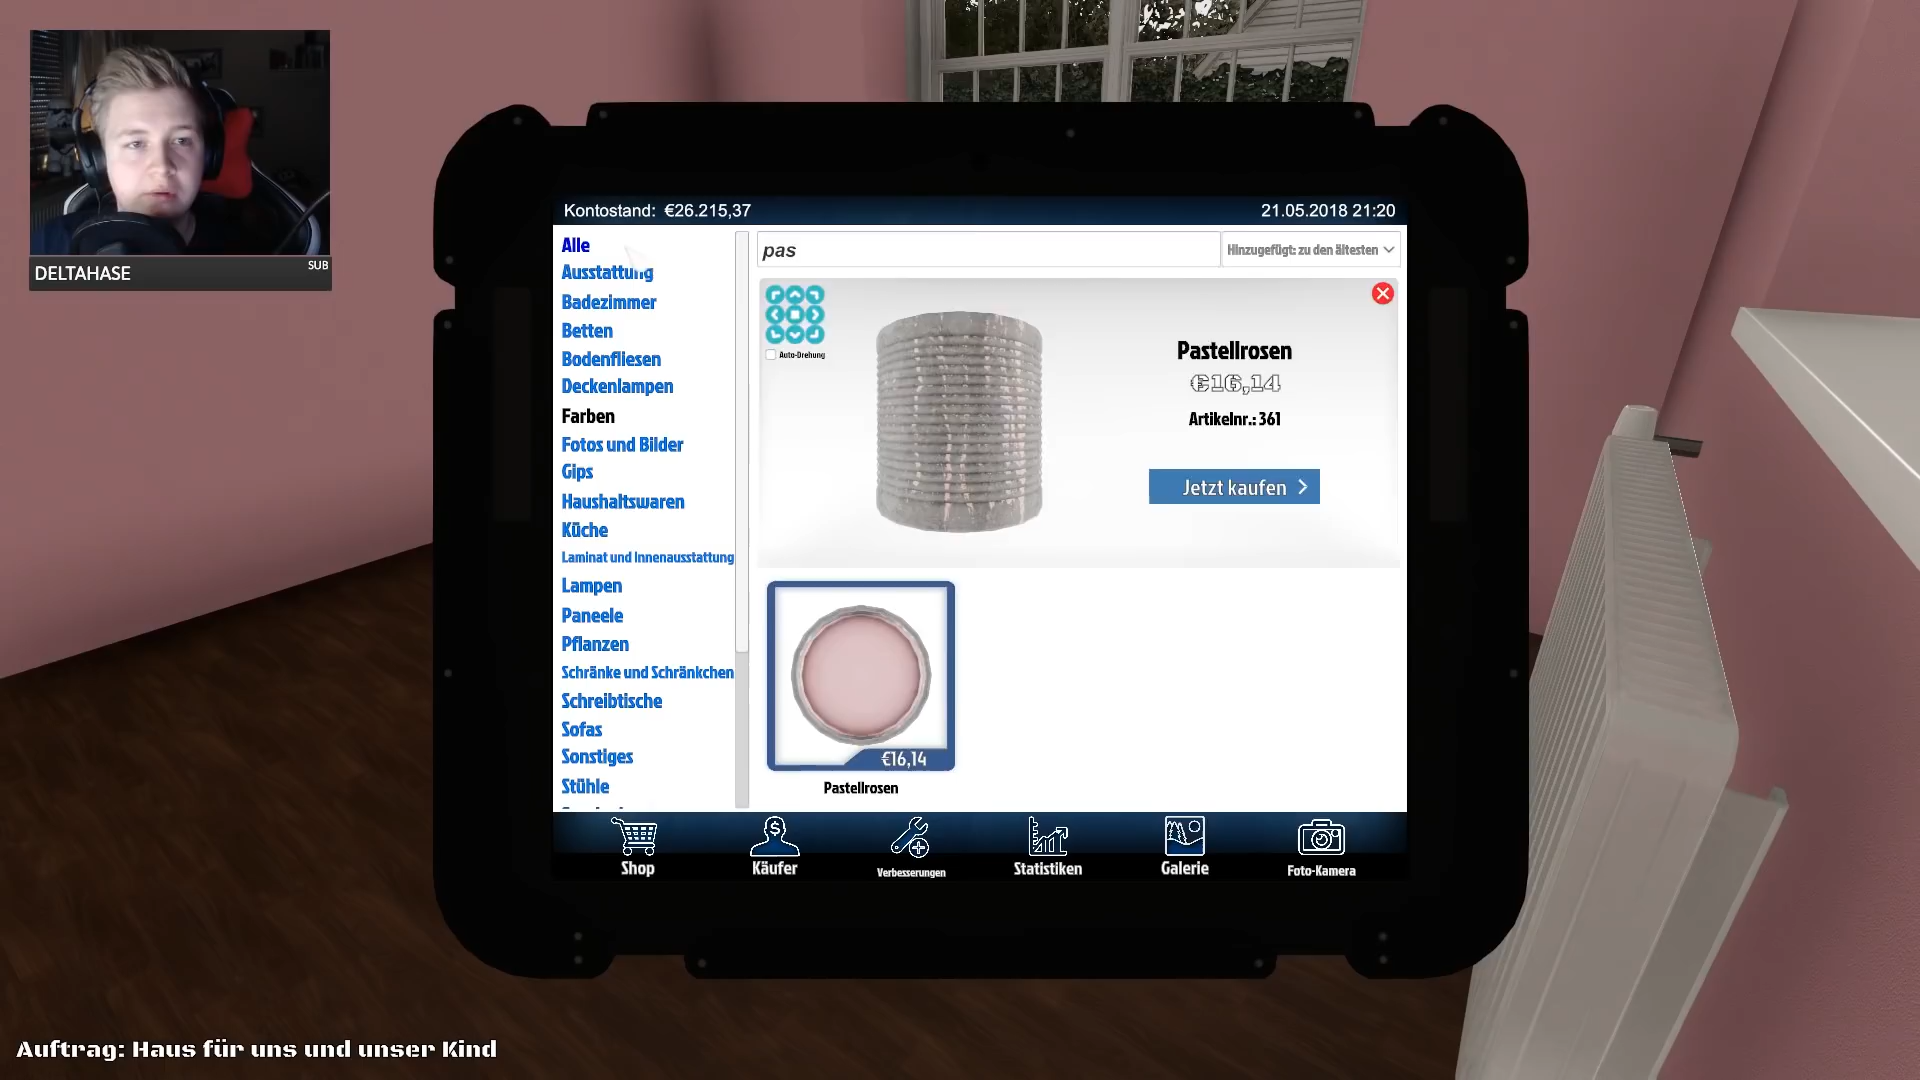 DELTAHASE
SUB
Kontostand: €26.215,37
21.05.2018 21:20
Alle
Ausstattung
Badezimmer
Betten
Bodenfliesen
Deckenlampen
Farben
Fotos und Bilder
Gips
Haushaltswaren
Küche
Laminat und Innenausstattung
Lampen
Paneele
Pflanzen
Schränke und Schränkchen
Schreibtische
Sofas
Sonstiges
Stühle
pas
Hinzugefügt: zu den ältesten
Auto-Drehung
Pastellrosen
€16,14
Artikelnr.: 361
Jetzt kaufen
€16,14
Pastellrosen
Shop
Käufer
Verbesserungen
Statistiken
Galerie
Foto-Kamera
Auftrag: Haus für uns und unser Kind